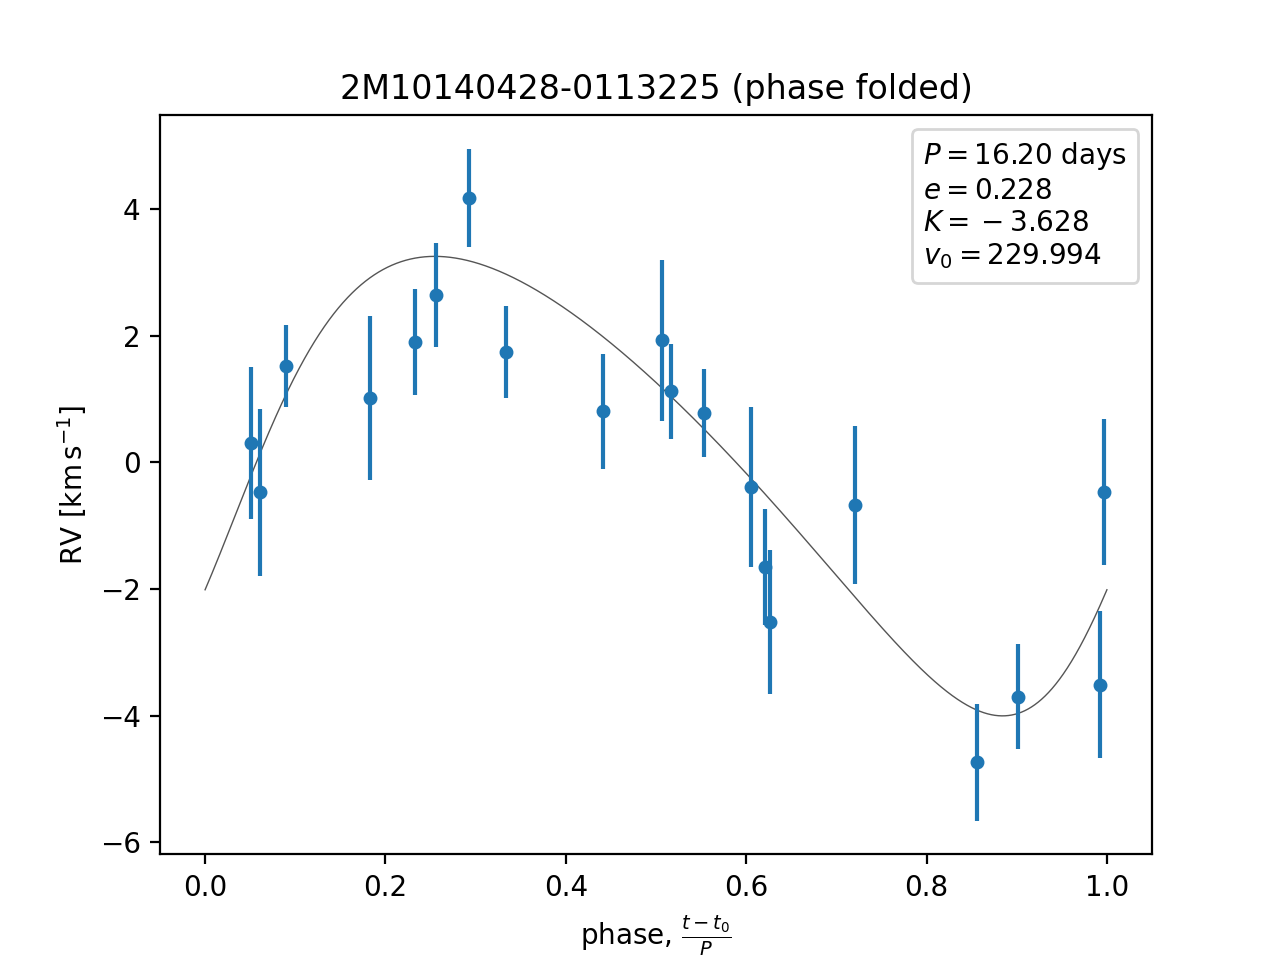 2M10140428-0113225 (phase folded)
P = 16.20 days
e = 0.228
K = −3.628
v₀ = 229.994
4
2
0
−2
−4
−6
RV [km s⁻¹]
0.0 0.2 0.4 0.6 0.8 1.0
phase, (t − t₀)/P